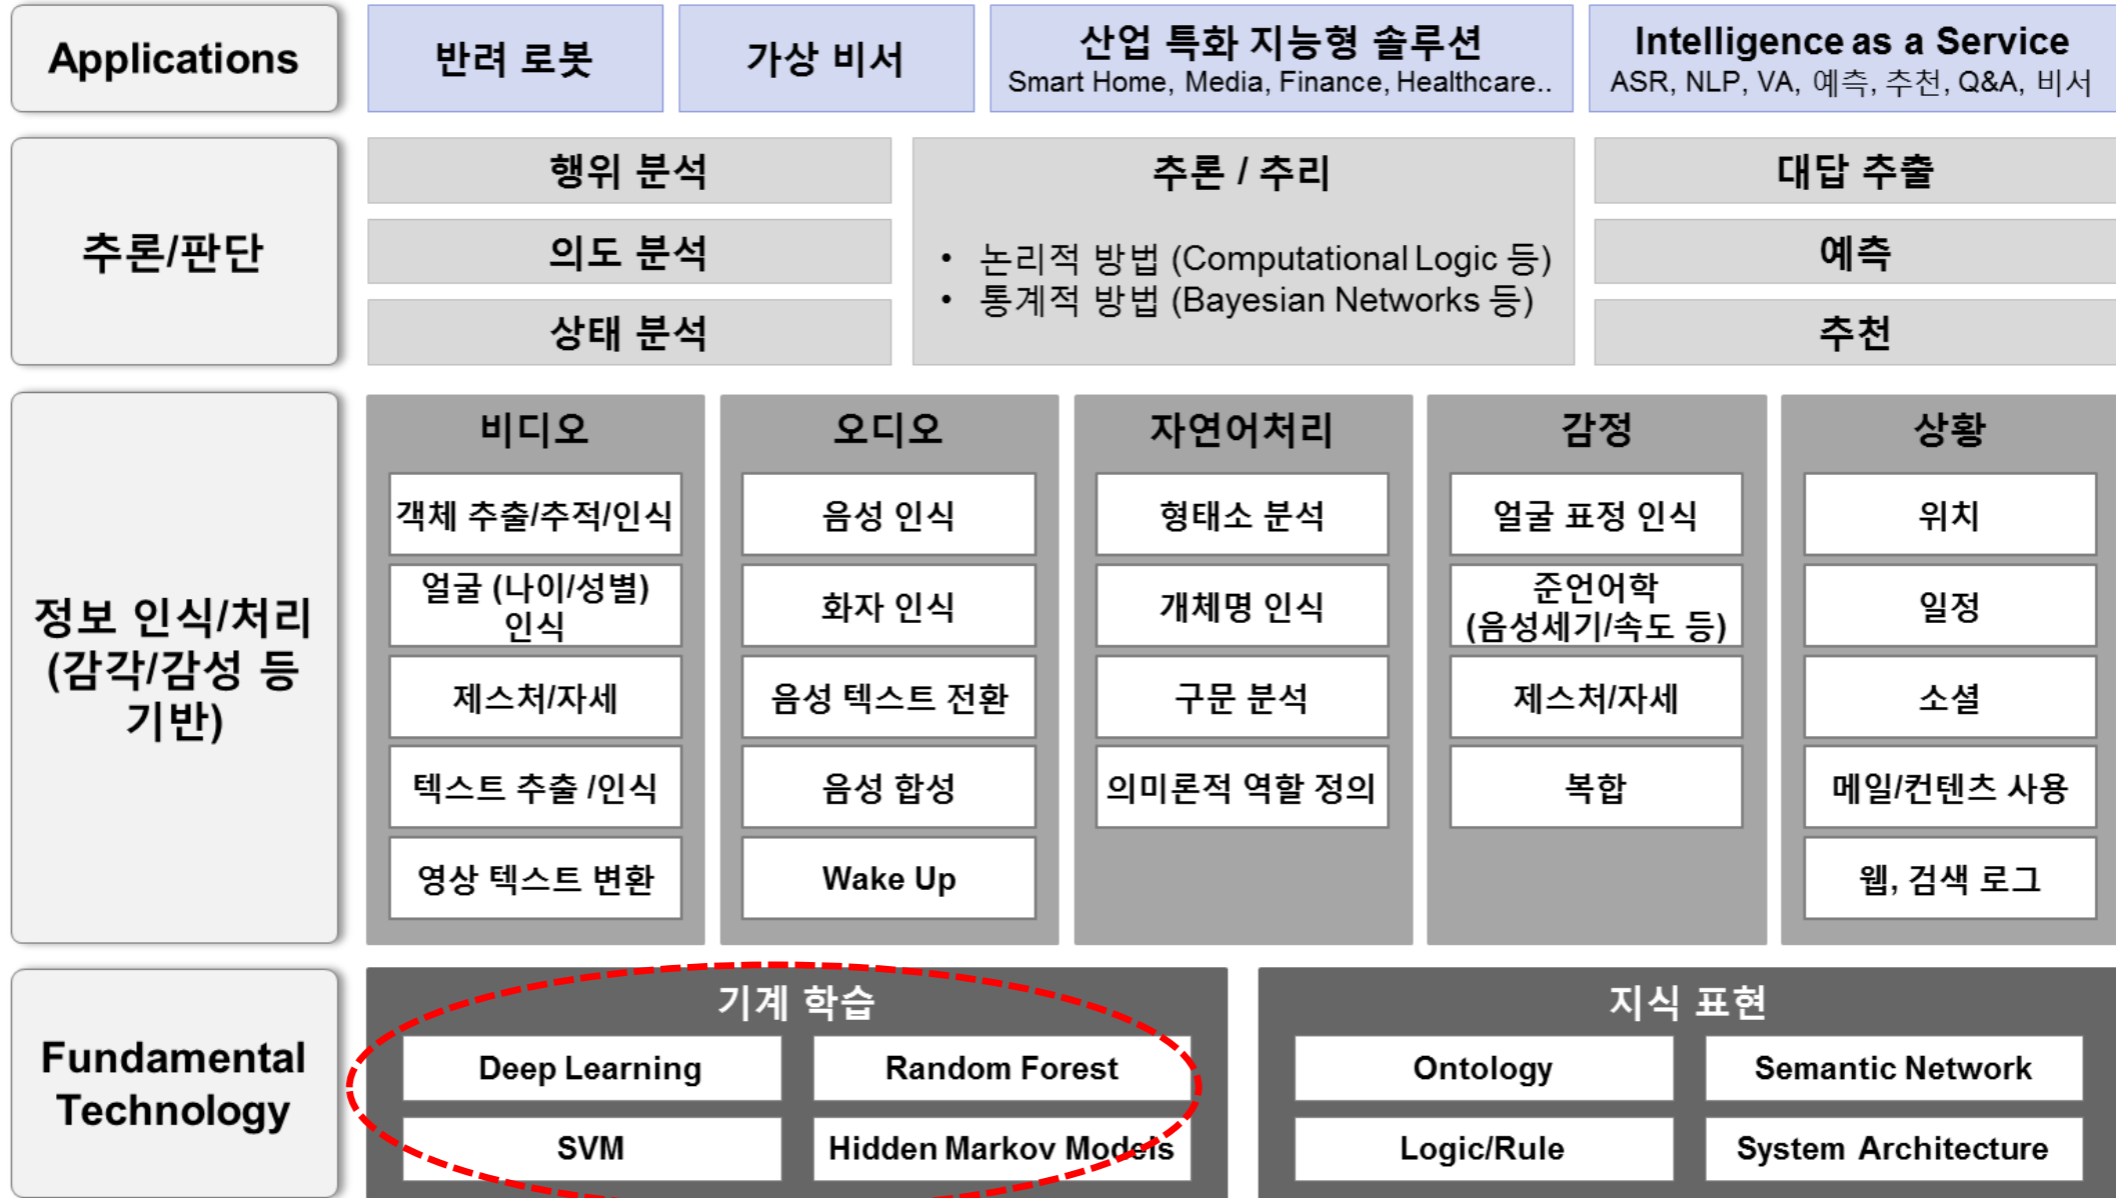 Applications
반려 로봇
가상 비서
산업 특화 지능형 솔루션
Smart Home, Media, Finance, Healthcare..
Intelligence as a Service
ASR, NLP, VA, 예측, 추천, Q&A, 비서
추론/판단
행위 분석
의도 분석
상태 분석
추론 / 추리
• 논리적 방법 (Computational Logic 등)
• 통계적 방법 (Bayesian Networks 등)
대답 추출
예측
추천
정보 인식/처리
(감각/감성 등
기반)
비디오
객체 추출/추적/인식
얼굴 (나이/성별)
인식
제스처/자세
텍스트 추출 /인식
영상 텍스트 변환
오디오
음성 인식
화자 인식
음성 텍스트 전환
음성 합성
Wake Up
자연어처리
형태소 분석
개체명 인식
구문 분석
의미론적 역할 정의
감정
얼굴 표정 인식
준언어학
(음성세기/속도 등)
제스처/자세
복합
상황
위치
일정
소셜
메일/컨텐츠 사용
웹, 검색 로그
Fundamental
Technology
기계 학습
Deep Learning
Random Forest
SVM
Hidden Markov Models
지식 표현
Ontology
Semantic Network
Logic/Rule
System Architecture